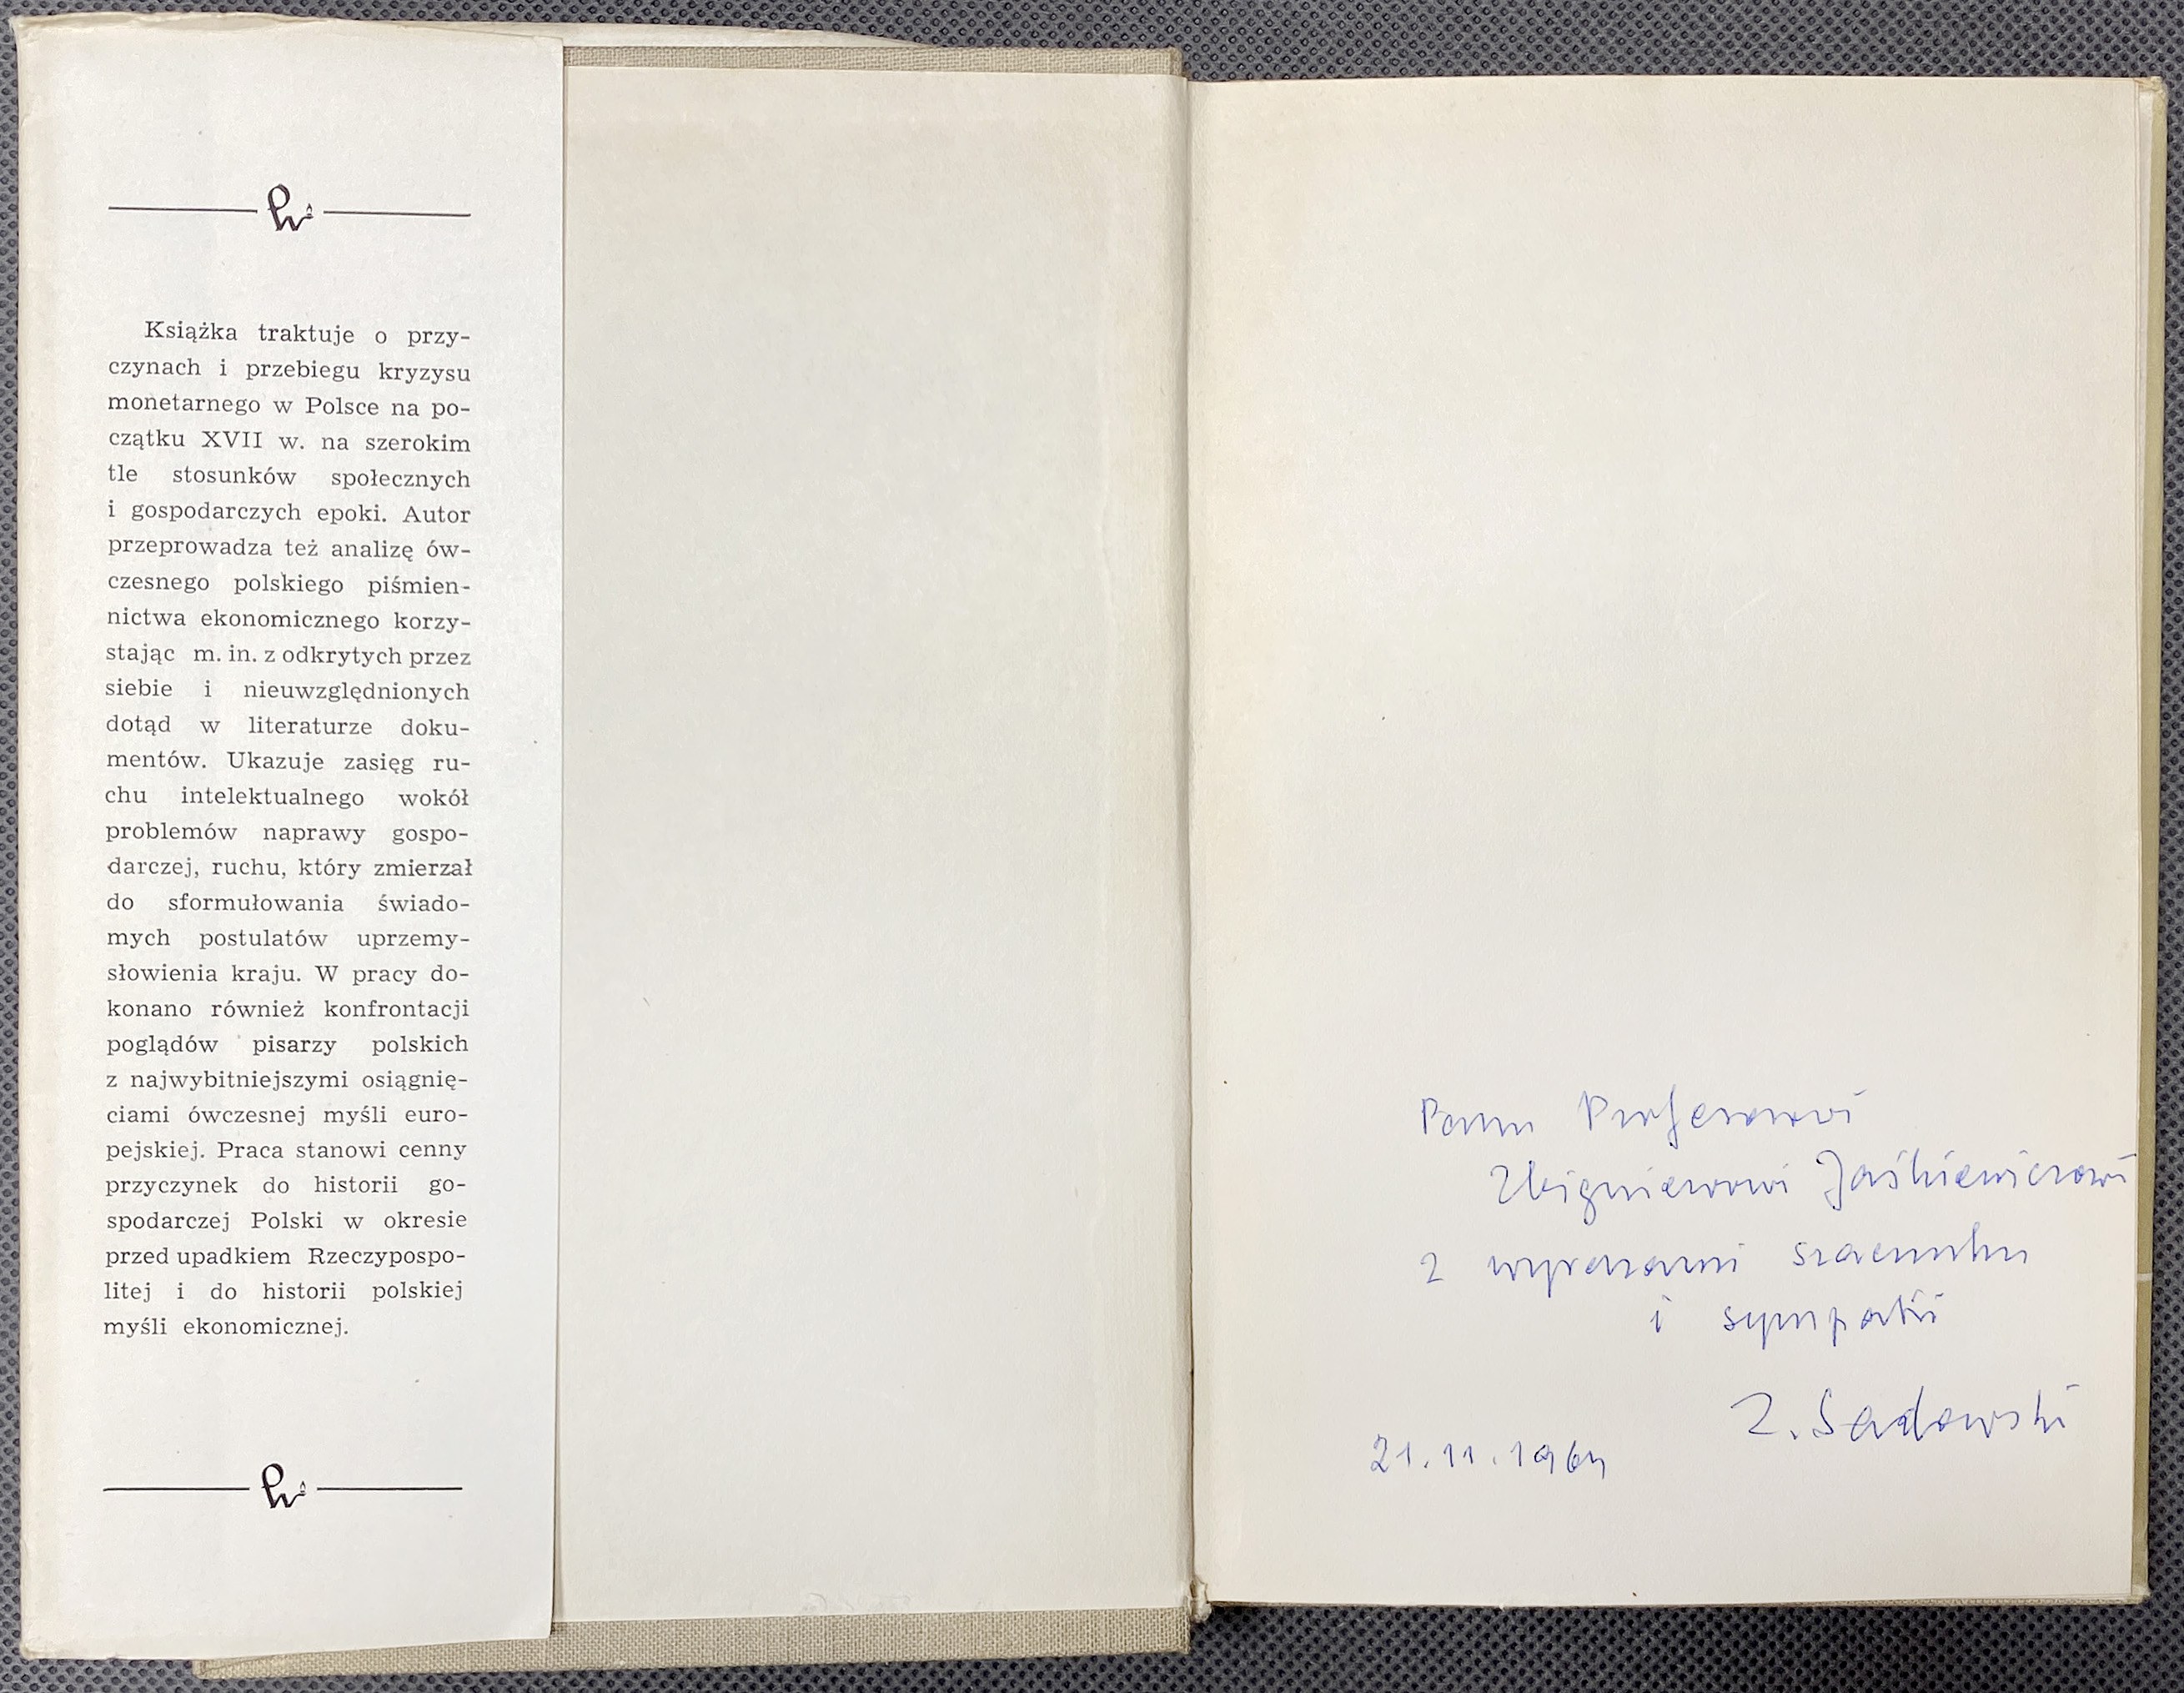 Książka traktuje o przy-
czynach i przebiegu kryzysu
monetarnego w Polsce na po-
czątku XVII w. na szerokim
tle stosunków społecznych
i gospodarczych epoki. Autor
przeprowadza też analizę ów-
czesnego polskiego piśmien-
nictwa ekonomicznego korzy-
stając m. in. z odkrytych przez
siebie i nieuwzględnionych
dotąd w literaturze doku-
mentów. Ukazuje zasięg ru-
chu intelektualnego wokół
problemów naprawy gospo-
darczej, ruchu, który zmierzał
do sformułowania świado-
mych postulatów uprzemy-
słowienia kraju. W pracy do-
konano również konfrontacji
poglądów pisarzy polskich
z najwybitniejszymi osiągnię-
ciami ówczesnej myśli euro-
pejskiej. Praca stanowi cenny
przyczynek do historii go-
spodarczej Polski w okresie
przed upadkiem Rzeczypospo-
litej i do historii polskiej
myśli ekonomicznej.
Panu Profesorowi
Zbigniewowi Jaśkiewiczowi
z wyrazami szacunku
i sympatii
Z. Sadowski
21.11.1964